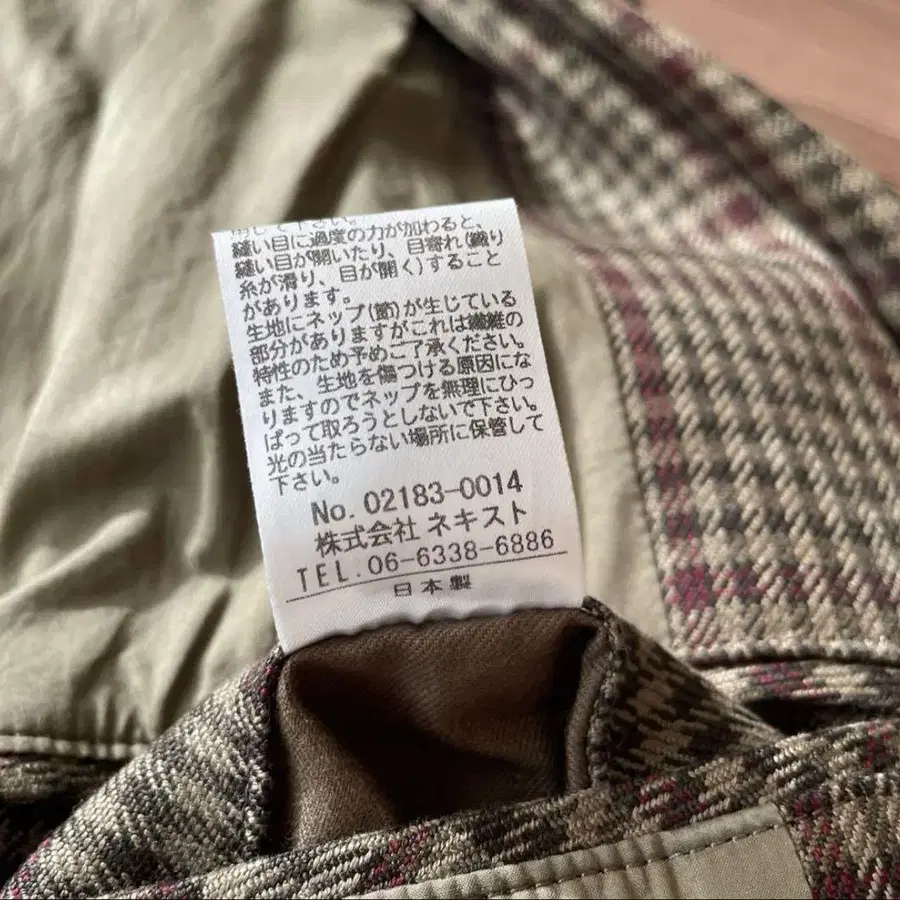 して下さい。
縫い目に過度の力が加わると、
縫い目が開いたり、目寄れ(織り
糸が滑り、目が開く)すること
があります。
生地にネップ(節)が生じている
部分がありますがこれは繊維の
特性のため予めご了承ください。
また、生地を傷つける原因にな
りますのでネップを無理にひっ
ぱって取ろうとしないで下さい。
光の当たらない場所に保管して
下さい。
No. 02183-0014
株式会社 ネキスト
TEL. 06-6338-6886
日本製